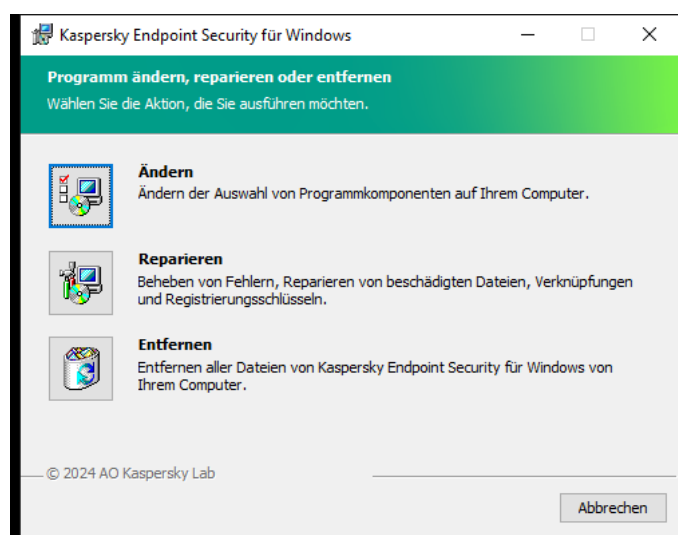 Kaspersky Endpoint Security für Windows
Programm ändern, reparieren oder entfernen
Wählen Sie die Aktion, die Sie ausführen möchten.
Ändern
Ändern der Auswahl von Programmkomponenten auf Ihrem Computer.
Reparieren
Beheben von Fehlern, Reparieren von beschädigten Dateien, Verknüpfungen
und Registrierungsschlüsseln.
Entfernen
Entfernen aller Dateien von Kaspersky Endpoint Security für Windows von
Ihrem Computer.
© 2024 AO Kaspersky Lab
Abbrechen